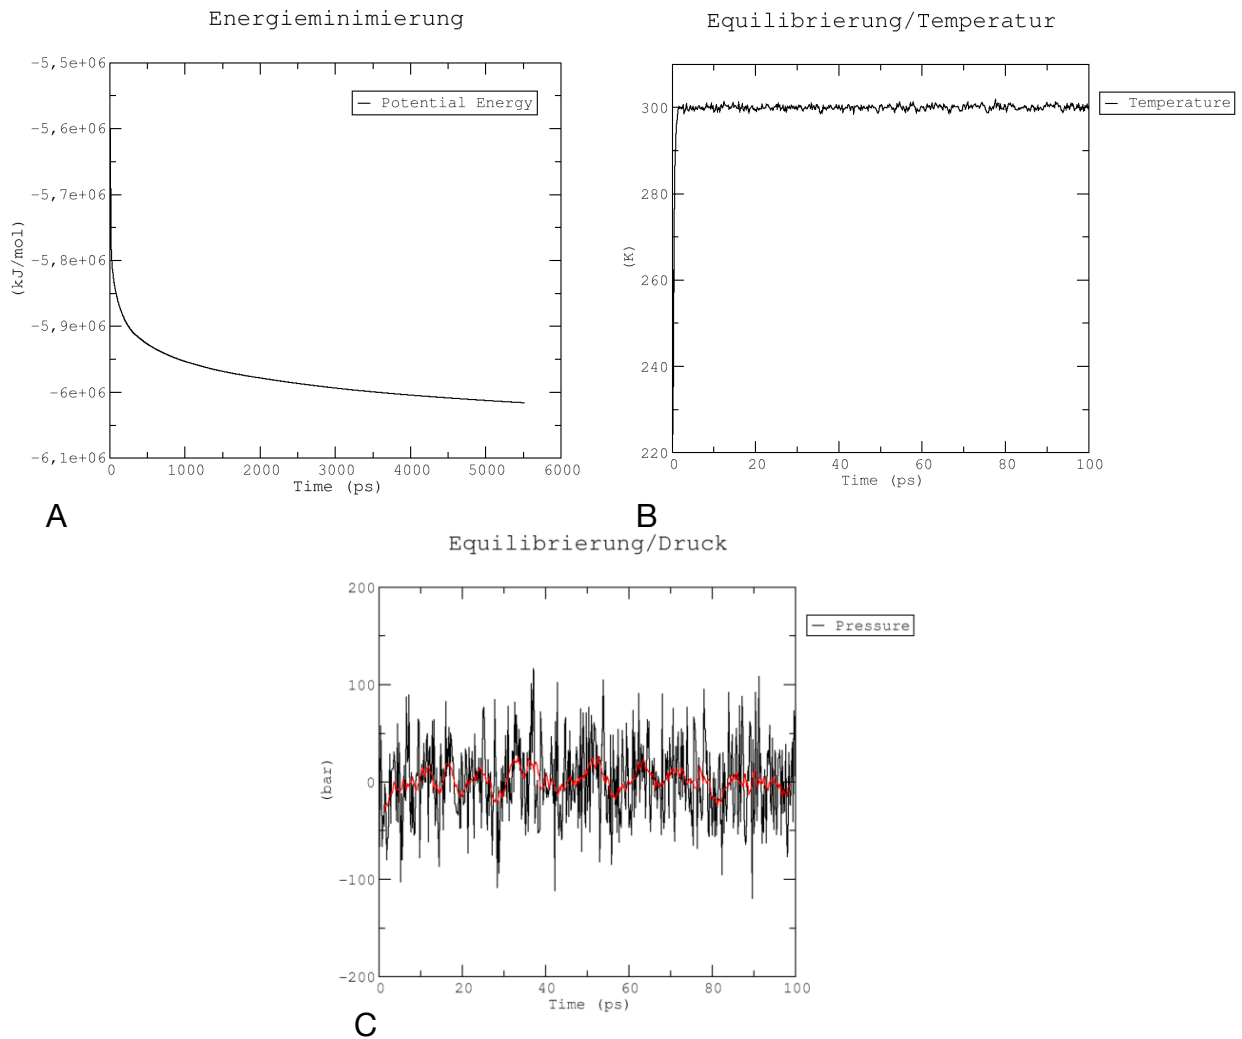 Energieminimierung
-5,5e+06
-5,6e+06
-5,7e+06
-5,8e+06
-5,9e+06
-6e+06
-6,1e+06
(kJ/mol)
Potential Energy
0 1000 2000 3000 4000 5000 6000
Time (ps)
A
Equilibrierung/Temperatur
300
280
260
240
220
(K)
Temperature
0 20 40 60 80 100
Time (ps)
B
Equilibrierung/Druck
200
100
0
-100
-200
(bar)
Pressure
0 20 40 60 80 100
Time (ps)
C